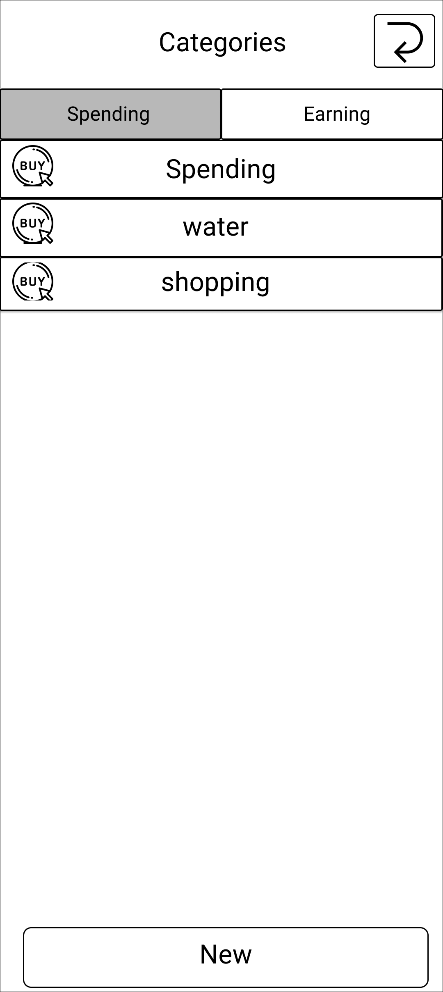 Categories
Spending Earning
BUY Spending
BUY water
BUY shopping
New